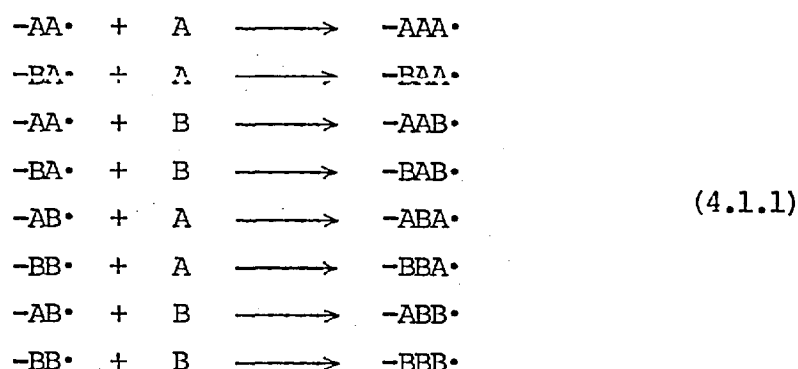 -AA• + A ⟶ -AAA•
-BA• + A ⟶ -BAA•
-AA• + B ⟶ -AAB•
-BA• + B ⟶ -BAB•
(4.1.1)
-AB• + A ⟶ -ABA•
-BB• + A ⟶ -BBA•
-AB• + B ⟶ -ABB•
-BB• + B ⟶ -BBB•